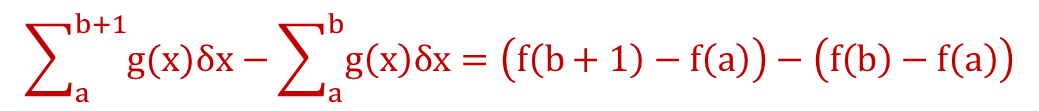 ∑ₐᵇ⁺¹ g(x)δx − ∑ₐᵇ g(x)δx = (f(b + 1) − f(a)) − (f(b) − f(a))